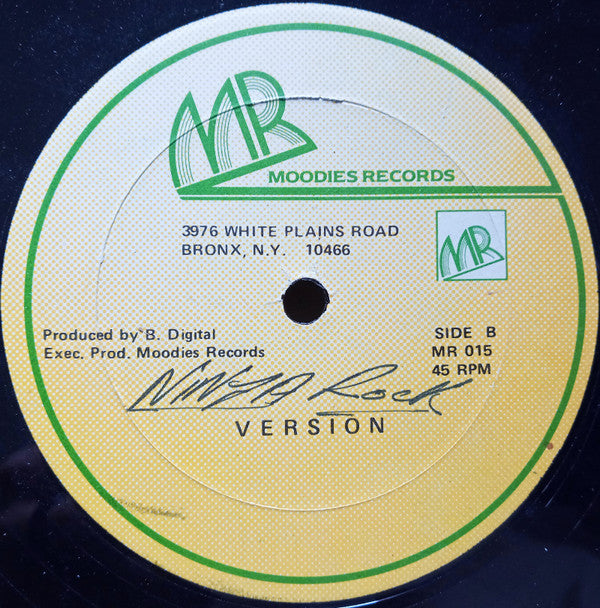 MR
MOODIES RECORDS
3976 WHITE PLAINS ROAD
BRONX, N.Y. 10466
MR
Produced by B. Digital
Exec. Prod. Moodies Records
SIDE B
MR 015
45 RPM
NINJA Rock
VERSION